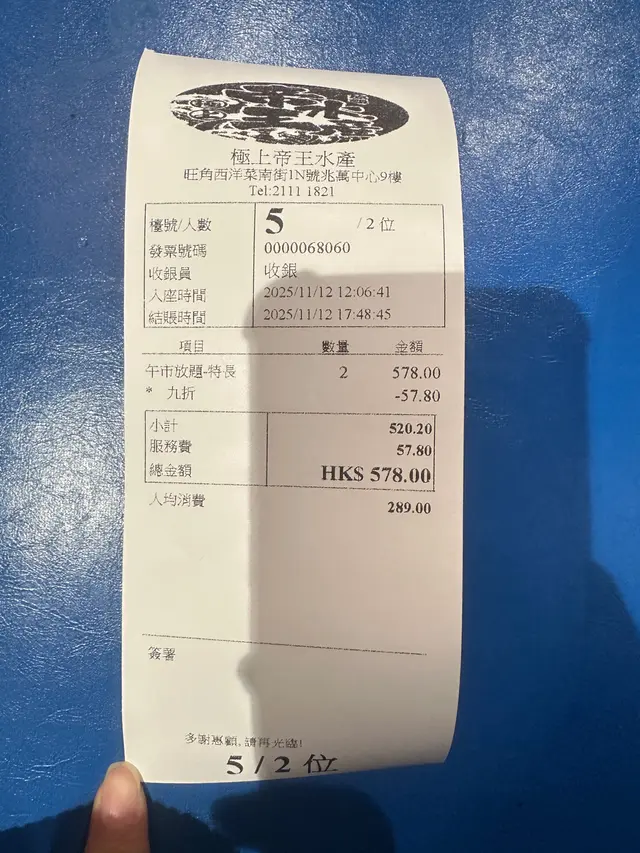 極上帝王水產
旺角西洋菜南街1N號兆萬中心9樓
Tel:2111 1821
檯號/人數 5 /2 位
發票號碼 0000068060
收銀員 收銀
入座時間 2025/11/12 12:06:41
結賬時間 2025/11/12 17:48:45
項目 數量 金額
午市放題-特長 2 578.00
* 九折 -57.80
小計 520.20
服務費 57.80
總金額 HK$ 578.00
人均消費 289.00
簽署
多謝惠顧, 請再光臨!
5 / 2 位